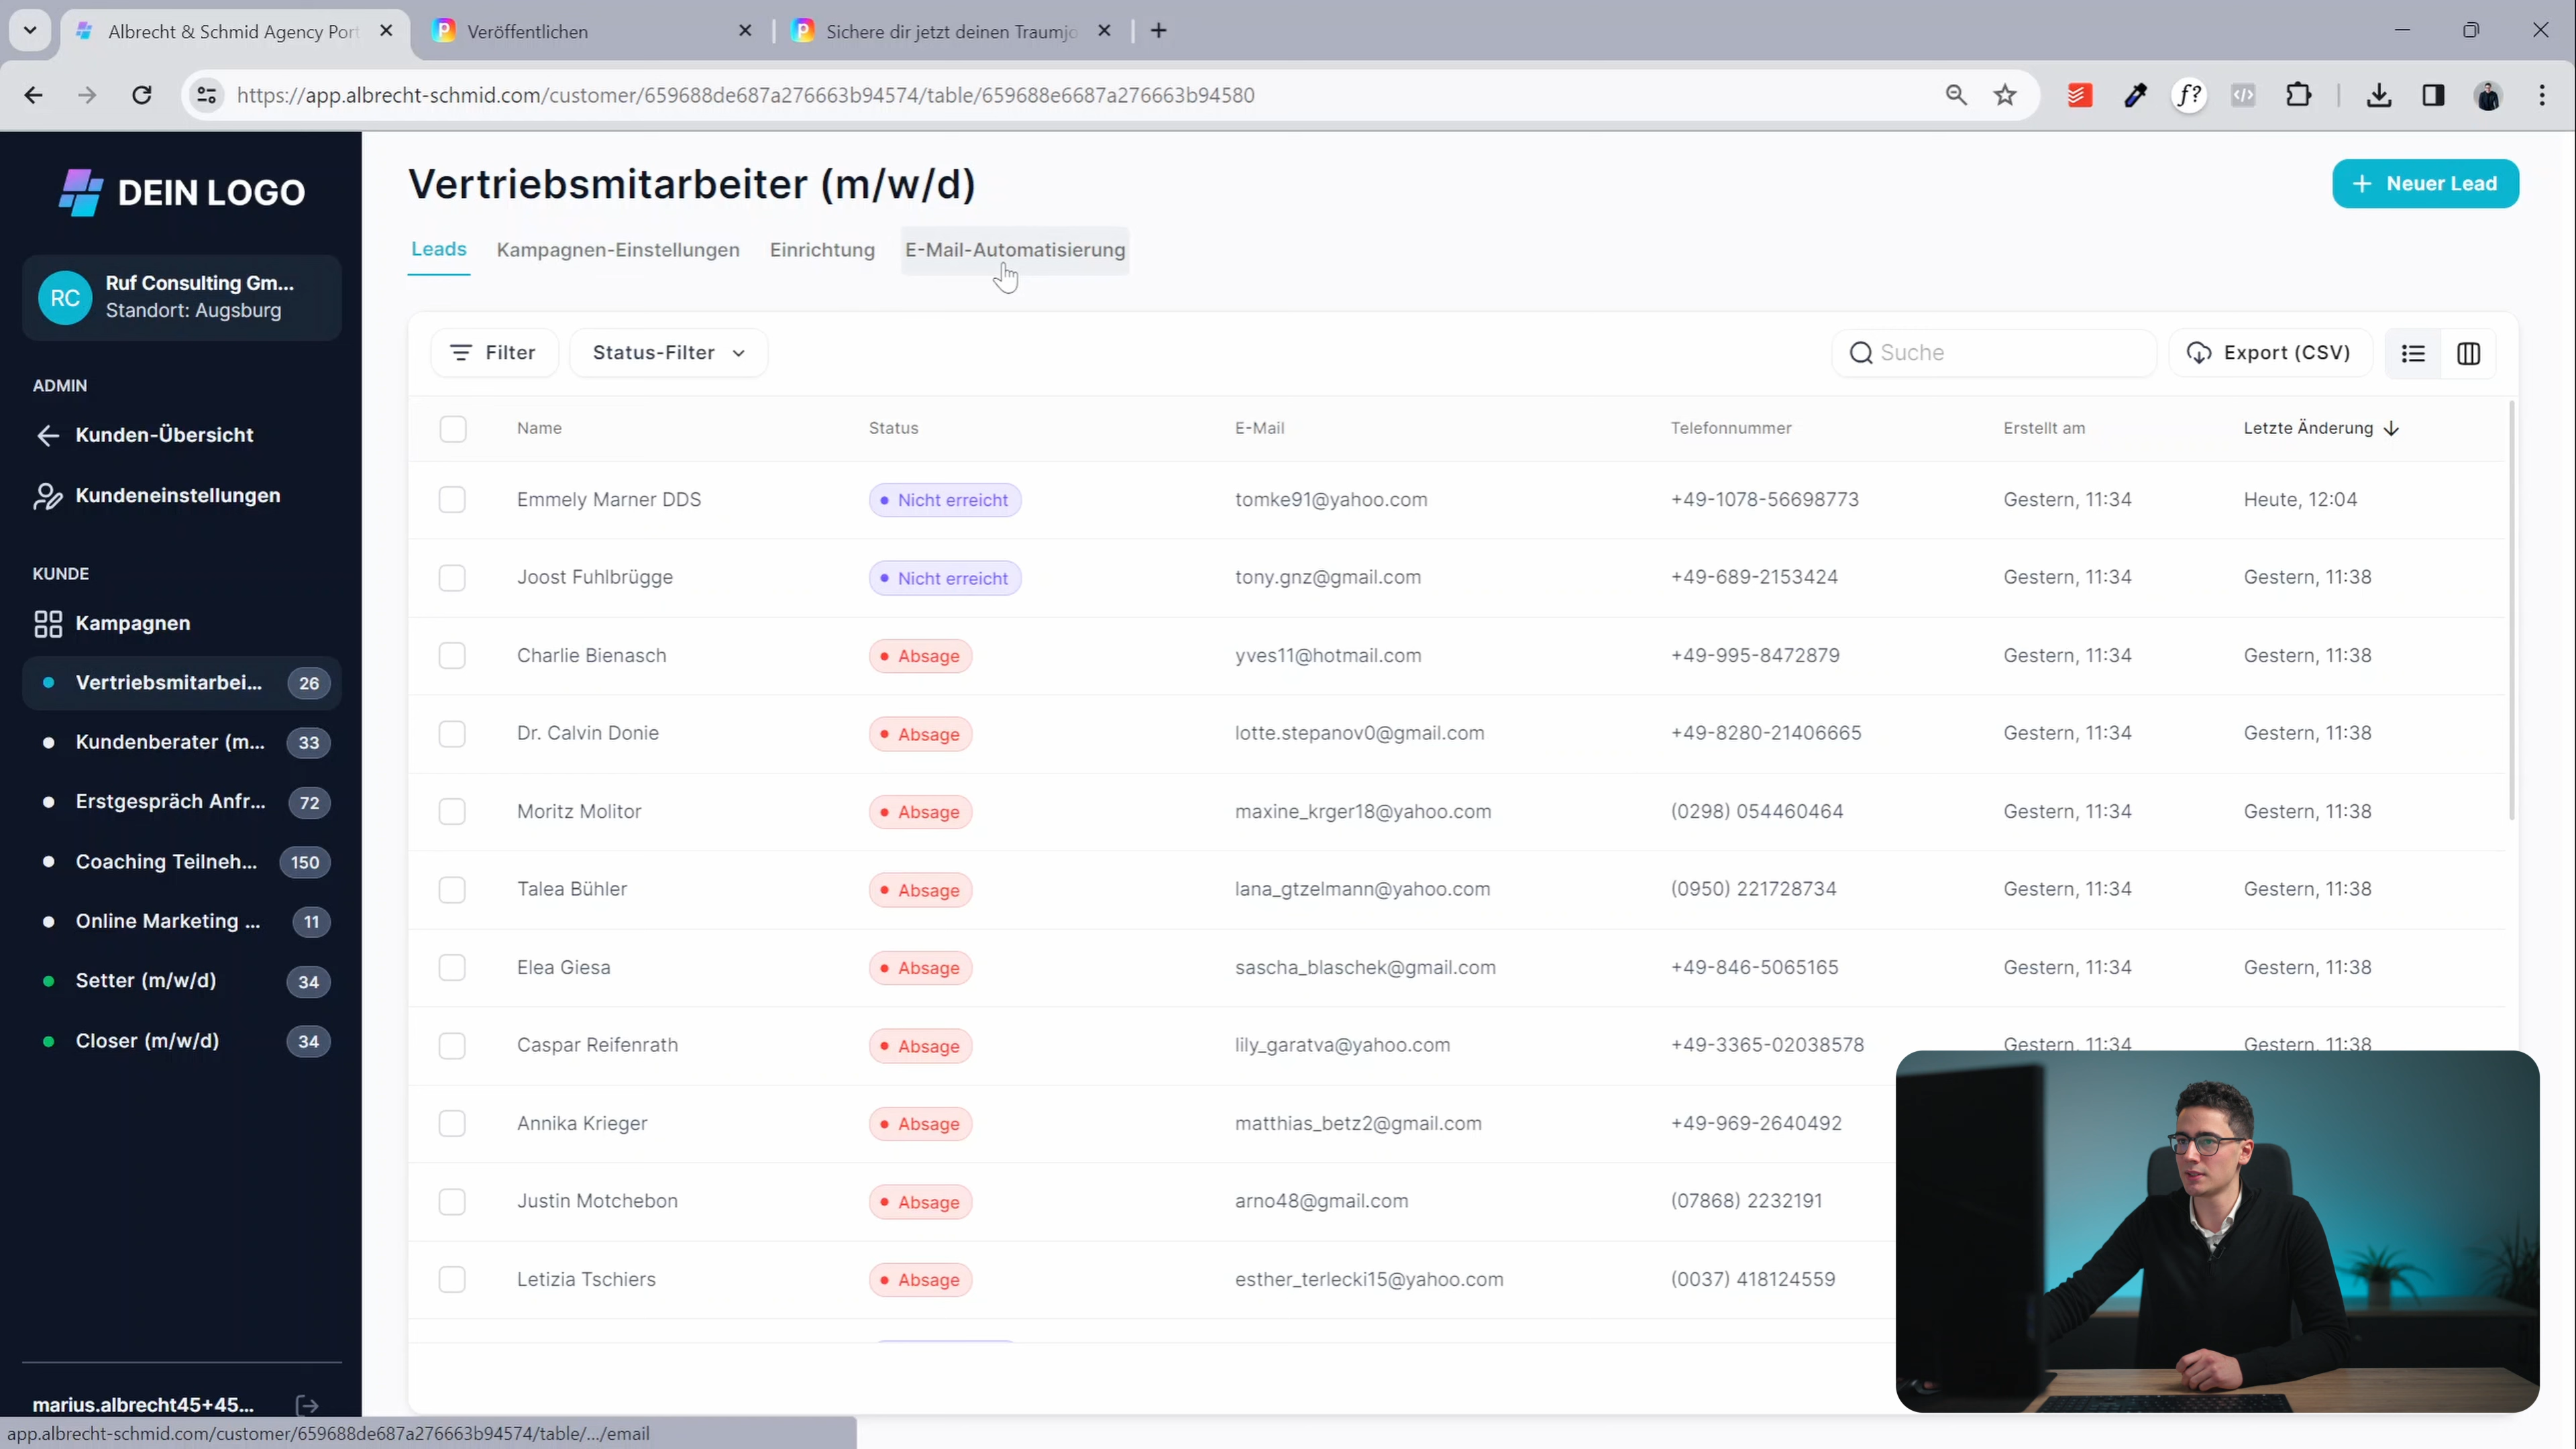 Albrecht & Schmid Agency Port
Veröffentlichen
Sichere dir jetzt deinen Traumjo
https://app.albrecht-schmid.com/customer/659688de687a276663b94574/table/659688e6687a276663b94580
f?
DEIN LOGO
RC
Ruf Consulting Gm...
Standort: Augsburg
ADMIN
Kunden-Übersicht
Kundeneinstellungen
KUNDE
Kampagnen
Vertriebsmitarbei... 26
Kundenberater (m... 33
Erstgespräch Anfr... 72
Coaching Teilneh... 150
Online Marketing ... 11
Setter (m/w/d) 34
Closer (m/w/d) 34
marius.albrecht45+45...
Vertriebsmitarbeiter (m/w/d)
+ Neuer Lead
Leads Kampagnen-Einstellungen Einrichtung E-Mail-Automatisierung
Filter Status-Filter Suche Export (CSV)
Name Status E-Mail Telefonnummer Erstellt am Letzte Änderung
Emmely Marner DDS Nicht erreicht tomke91@yahoo.com +49-1078-56698773 Gestern, 11:34 Heute, 12:04
Joost Fuhlbrügge Nicht erreicht tony.gnz@gmail.com +49-689-2153424 Gestern, 11:34 Gestern, 11:38
Charlie Bienasch Absage yves11@hotmail.com +49-995-8472879 Gestern, 11:34 Gestern, 11:38
Dr. Calvin Donie Absage lotte.stepanov0@gmail.com +49-8280-21406665 Gestern, 11:34 Gestern, 11:38
Moritz Molitor Absage maxine_krger18@yahoo.com (0298) 054460464 Gestern, 11:34 Gestern, 11:38
Talea Bühler Absage lana_gtzelmann@yahoo.com (0950) 221728734 Gestern, 11:34 Gestern, 11:38
Elea Giesa Absage sascha_blaschek@gmail.com +49-846-5065165 Gestern, 11:34 Gestern, 11:38
Caspar Reifenrath Absage lily_garatva@yahoo.com +49-3365-02038578 Gestern, 11:34 Gestern, 11:38
Annika Krieger Absage matthias_betz2@gmail.com +49-969-2640492
Justin Motchebon Absage arno48@gmail.com (07868) 2232191
Letizia Tschiers Absage esther_terlecki15@yahoo.com (0037) 418124559
app.albrecht-schmid.com/customer/659688de687a276663b94574/table/.../email